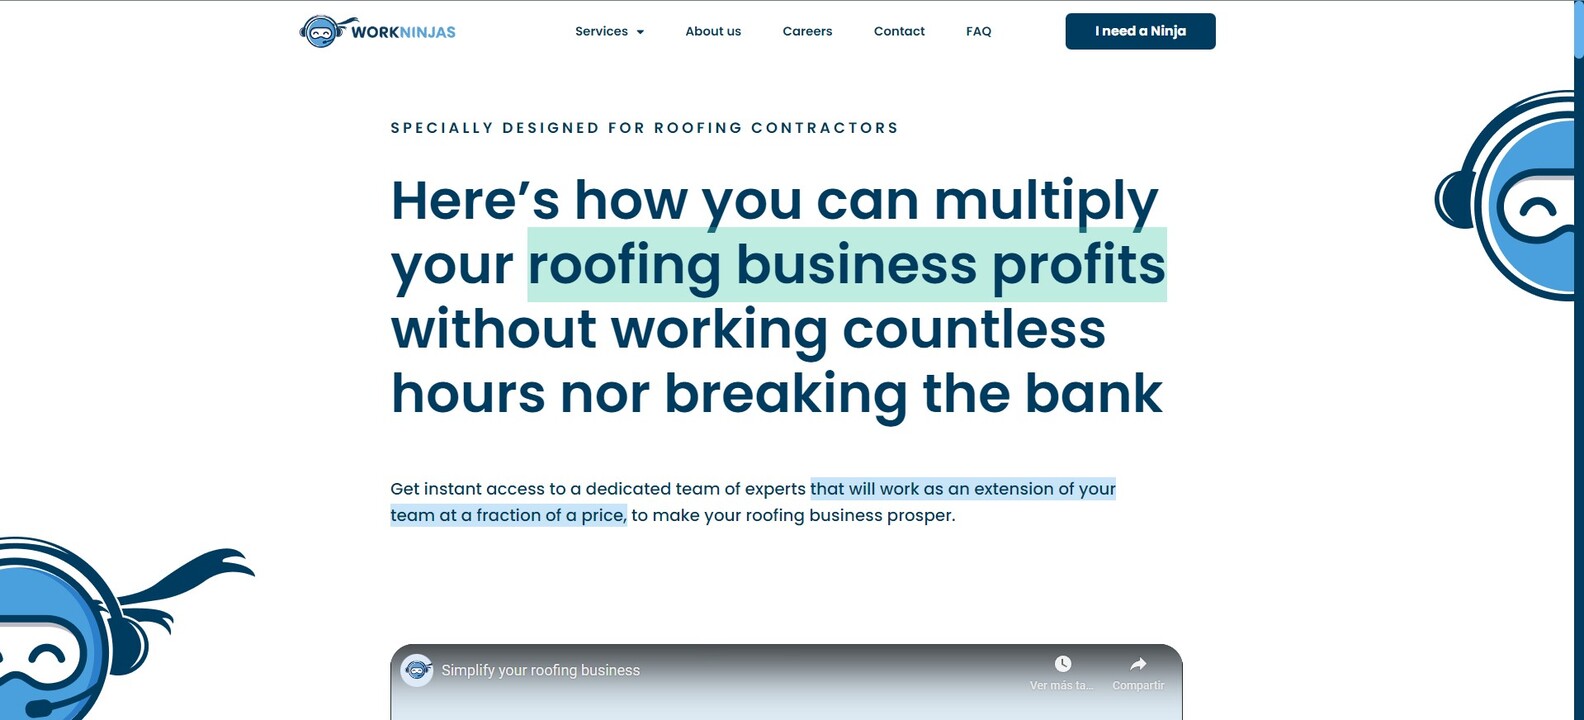 WORKNINJAS
Services
About us
Careers
Contact
FAQ
I need a Ninja
SPECIALLY DESIGNED FOR ROOFING CONTRACTORS
Here’s how you can multiply
your roofing business profits
without working countless
hours nor breaking the bank
Get instant access to a dedicated team of experts that will work as an extension of your
team at a fraction of a price, to make your roofing business prosper.
Simplify your roofing business
Ver más ta...
Compartir